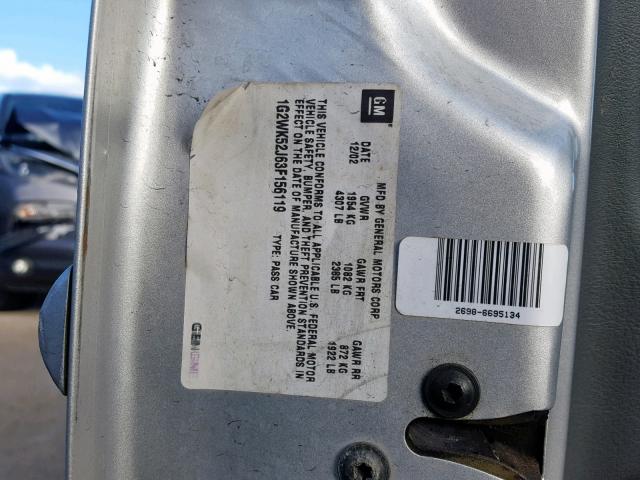 GM
MFD BY GENERAL MOTORS CORP
DATE GVWR GAWR FRT GAWR RR
12/02 1954 KG 1082 KG 872 KG
4307 LB 2385 LB 1922 LB
THIS VEHICLE CONFORMS TO ALL APPLICABLE U.S. FEDERAL MOTOR
VEHICLE SAFETY, BUMPER, AND THEFT PREVENTION STANDARDS IN
EFFECT ON THE DATE OF MANUFACTURE SHOWN ABOVE.
1G2WK52J63F156119 TYPE: PASS CAR
2698-6695134